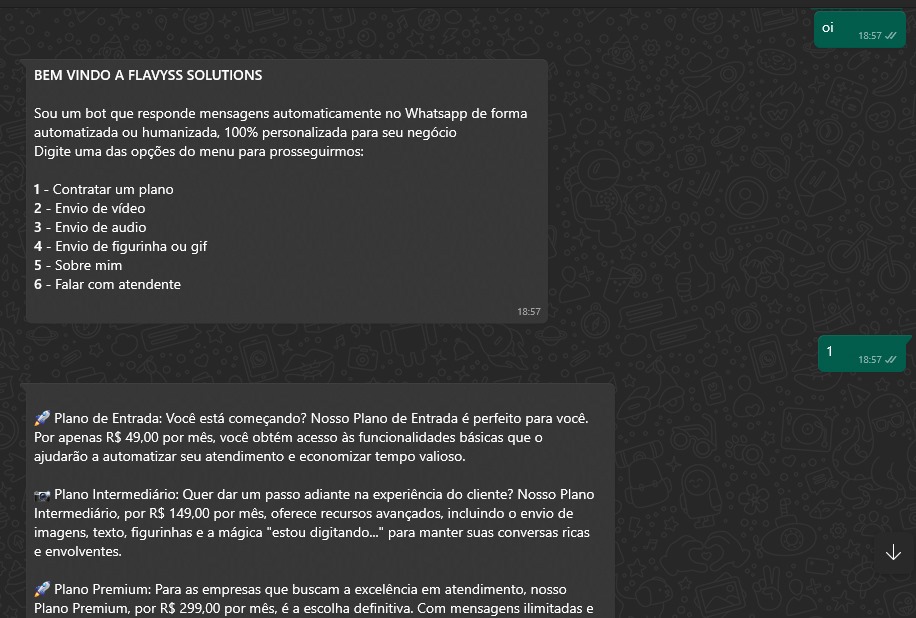 oi
18:57
BEM VINDO A FLAVYSS SOLUTIONS
Sou um bot que responde mensagens automaticamente no Whatsapp de forma
automatizada ou humanizada, 100% personalizada para seu negócio
Digite uma das opções do menu para prosseguirmos:
1 - Contratar um plano
2 - Envio de vídeo
3 - Envio de audio
4 - Envio de figurinha ou gif
5 - Sobre mim
6 - Falar com atendente
18:57
1
18:57
🚀 Plano de Entrada: Você está começando? Nosso Plano de Entrada é perfeito para você.
Por apenas R$ 49,00 por mês, você obtém acesso às funcionalidades básicas que o
ajudarão a automatizar seu atendimento e economizar tempo valioso.
📷 Plano Intermediário: Quer dar um passo adiante na experiência do cliente? Nosso Plano
Intermediário, por R$ 149,00 por mês, oferece recursos avançados, incluindo o envio de
imagens, texto, figurinhas e a mágica "estou digitando..." para manter suas conversas ricas
e envolventes.
🚀 Plano Premium: Para as empresas que buscam a excelência em atendimento, nosso
Plano Premium, por R$ 299,00 por mês, é a escolha definitiva. Com mensagens ilimitadas e